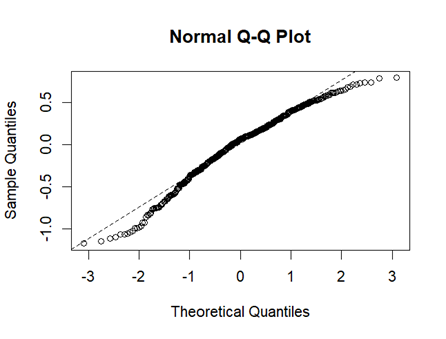 Normal Q-Q Plot
Sample Quantiles
0.5
0.0
-0.5
-1.0
-3 -2 -1 0 1 2 3
Theoretical Quantiles